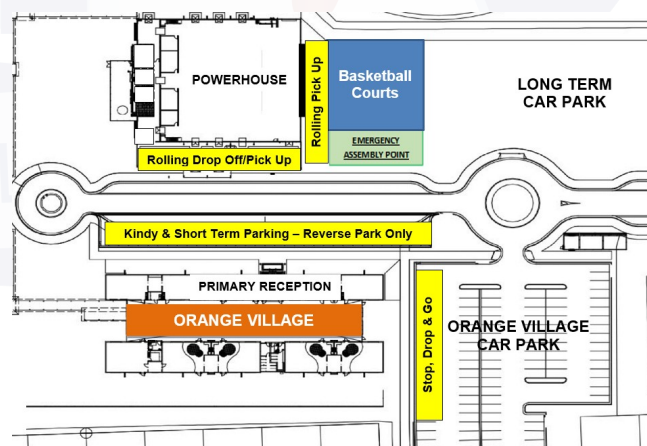 POWERHOUSE
Rolling Pick Up
Basketball
Courts
LONG TERM
CAR PARK
EMERGENCY
ASSEMBLY POINT
Rolling Drop Off/Pick Up
Kindy & Short Term Parking – Reverse Park Only
PRIMARY RECEPTION
ORANGE VILLAGE
Stop, Drop & Go
ORANGE VILLAGE
CAR PARK